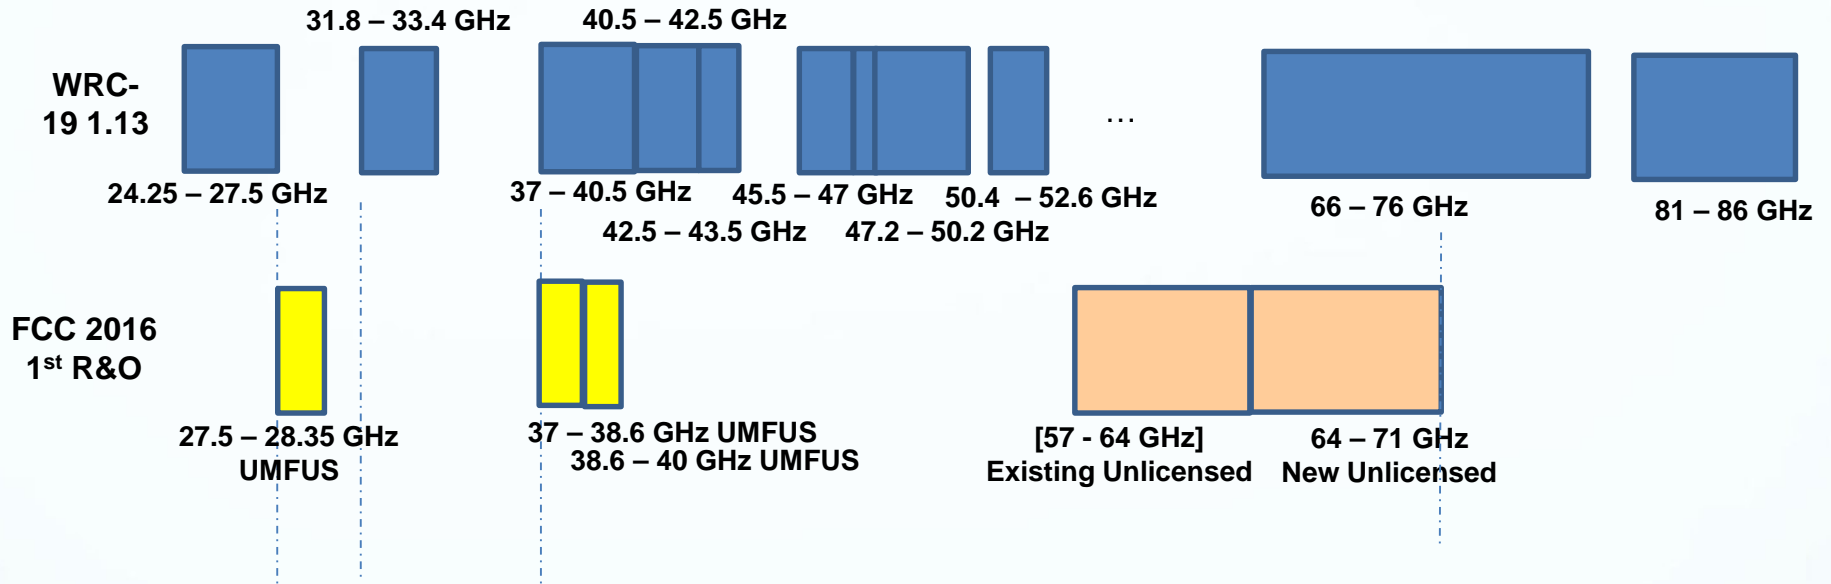 31.8 – 33.4 GHz
40.5 – 42.5 GHz
WRC-
19 1.13
...
24.25 – 27.5 GHz
37 – 40.5 GHz
45.5 – 47 GHz
50.4 – 52.6 GHz
66 – 76 GHz
81 – 86 GHz
42.5 – 43.5 GHz
47.2 – 50.2 GHz
FCC 2016
1st R&O
27.5 – 28.35 GHz
UMFUS
37 – 38.6 GHz UMFUS
38.6 – 40 GHz UMFUS
[57 - 64 GHz]
Existing Unlicensed
64 – 71 GHz
New Unlicensed